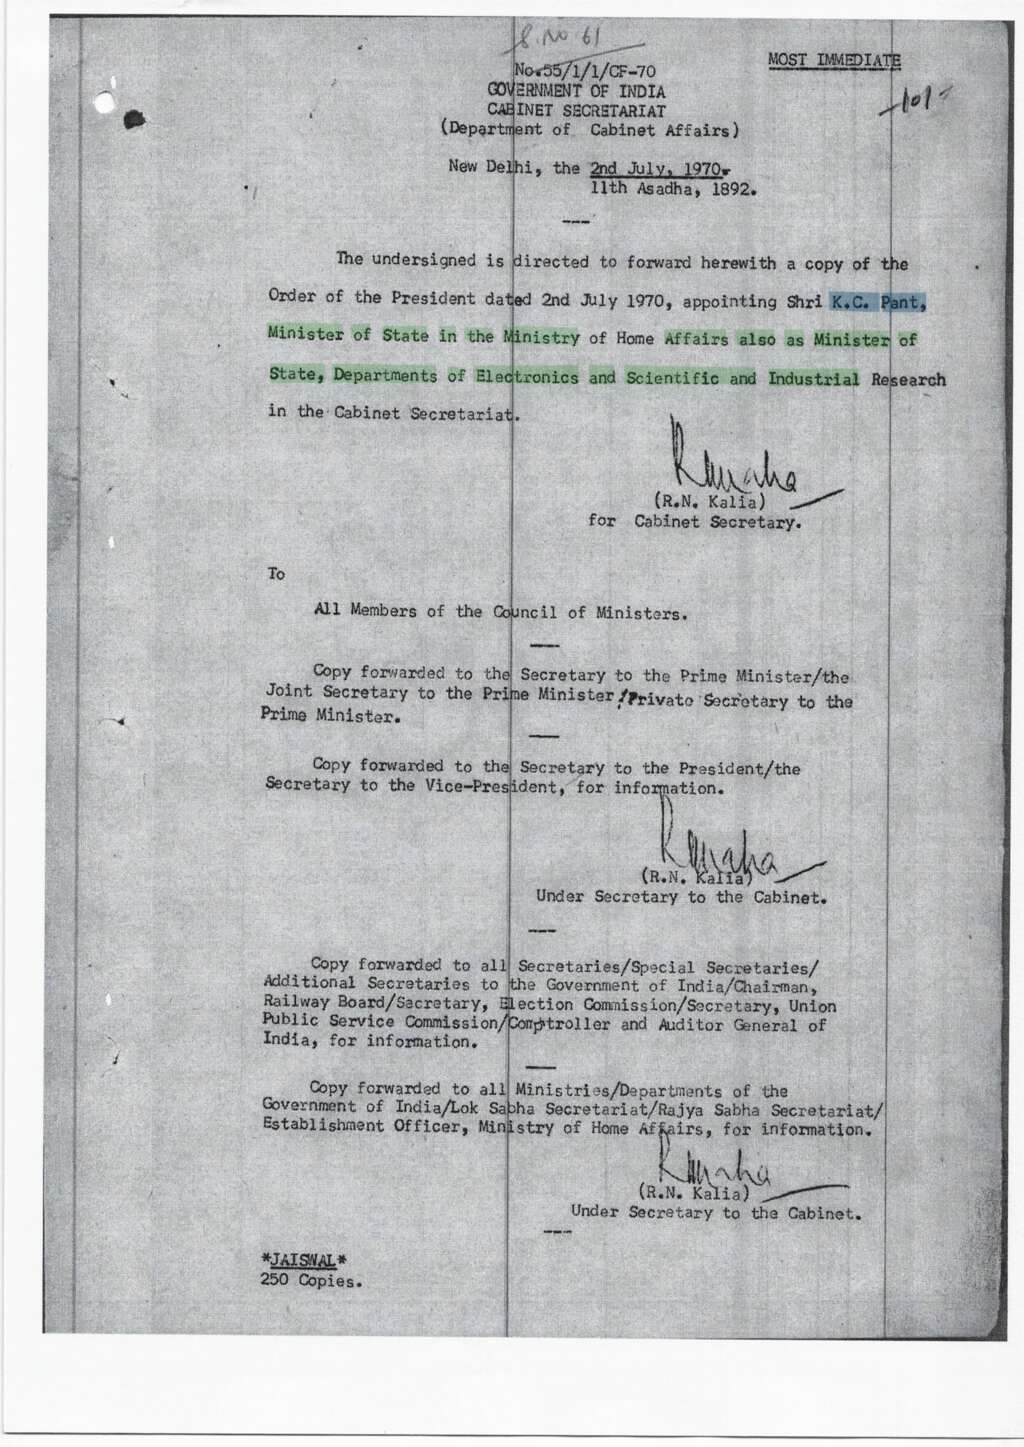 S.No 61
MOST IMMEDIATE
No.55/1/1/CF-70
GOVERNMENT OF INDIA
CABINET SECRETARIAT
(Department of Cabinet Affairs)
New Delhi, the 2nd July, 1970.
11th Asadha, 1892.
The undersigned is directed to forward herewith a copy of the
Order of the President dated 2nd July 1970, appointing Shri K.C. Pant,
Minister of State in the Ministry of Home Affairs also as Minister of
State, Departments of Electronics and Scientific and Industrial Research
in the Cabinet Secretariat.
(R.N. Kalia)
for Cabinet Secretary.
To
All Members of the Council of Ministers.
Copy forwarded to the Secretary to the Prime Minister/the
Joint Secretary to the Prime Minister/Private Secretary to the
Prime Minister.
Copy forwarded to the Secretary to the President/the
Secretary to the Vice-President, for information.
(R.N. Kalia)
Under Secretary to the Cabinet.
Copy forwarded to all Secretaries/Special Secretaries/
Additional Secretaries to the Government of India/Chairman,
Railway Board/Secretary, Election Commission/Secretary, Union
Public Service Commission/Comptroller and Auditor General of
India, for information.
Copy forwarded to all Ministries/Departments of the
Government of India/Lok Sabha Secretariat/Rajya Sabha Secretariat/
Establishment Officer, Ministry of Home Affairs, for information.
(R.N. Kalia)
Under Secretary to the Cabinet.
*JAISWAL*
250 Copies.